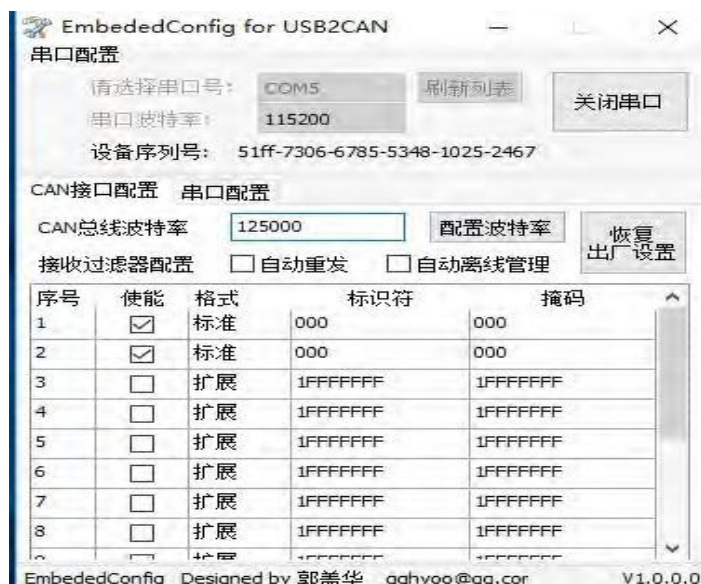 EmbededConfig for USB2CAN
串口配置
请选择串口号: COM5 刷新列表
关闭串口
串口波特率: 115200
设备序列号: 51ff-7306-6785-5348-1025-2467
CAN接口配置 串口配置
CAN总线波特率 125000 配置波特率
恢复
出厂设置
接收过滤器配置 自动重发 自动离线管理
序号 使能 格式 标识符 掩码
1 标准 000 000
2 标准 000 000
3 扩展 1FFFFFFF 1FFFFFFF
4 扩展 1FFFFFFF 1FFFFFFF
5 扩展 1FFFFFFF 1FFFFFFF
6 扩展 1FFFFFFF 1FFFFFFF
7 扩展 1FFFFFFF 1FFFFFFF
8 扩展 1FFFFFFF 1FFFFFFF
EmbededConfig Designed by 郭善华 V1.0.0.0